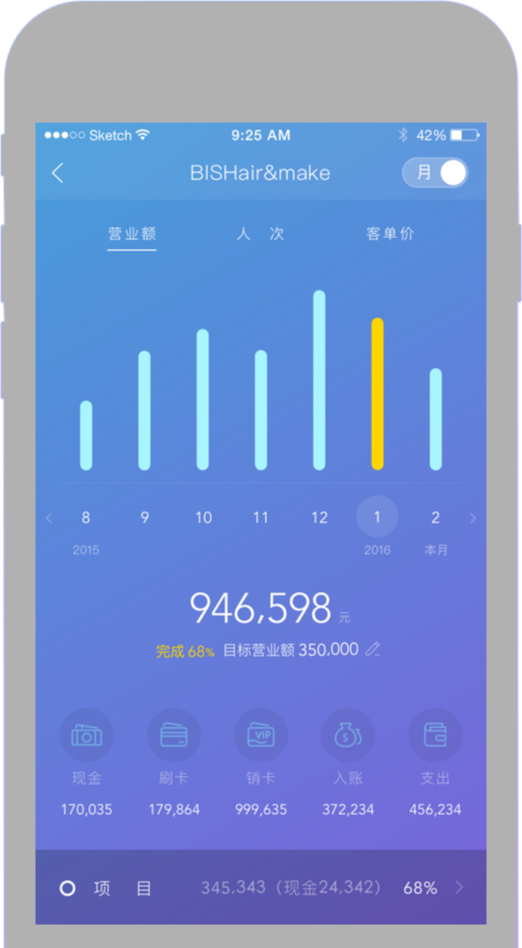 Sketch 9:25 AM 42%
BISHair&make 月
营业额 人 次 客单价
8 9 10 11 12 1 2
2015 2016 本月
946,598 元
完成 68% 目标营业额 350,000
VIP $
现金 刷卡 销卡 入账 支出
170,035 179,864 999,635 372,234 456,234
项 目 345,343（现金24,342） 68%